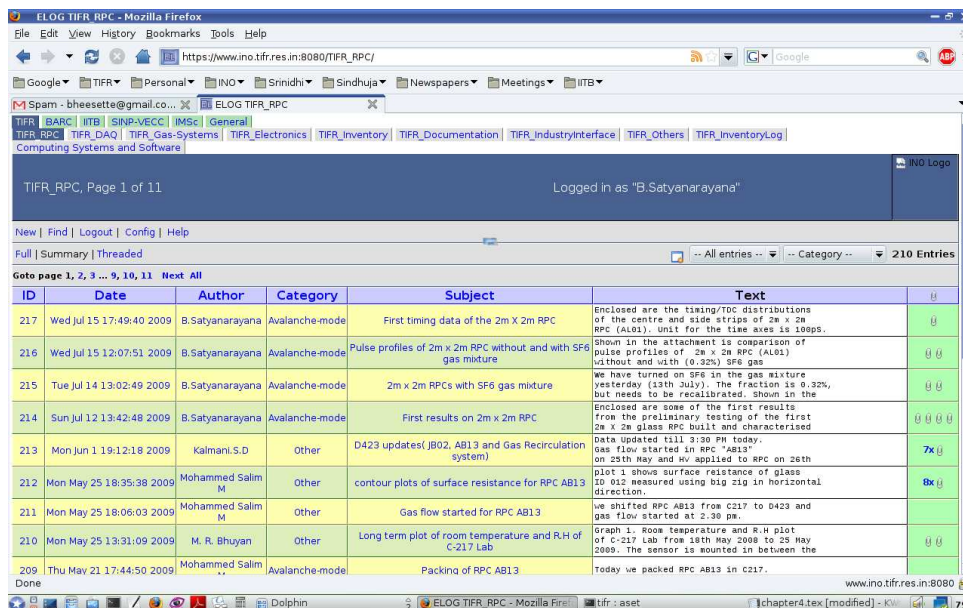 ELOG TIFR_RPC - Mozilla Firefox
File Edit View History Bookmarks Tools Help
https://www.ino.tifr.res.in:8080/TIFR_RPC/
Google
ABP
Google TIFR Personal INO Srinidhi Sindhuja Newspapers Meetings IITB
Spam - bheesette@gmail.co... ELOG TIFR_RPC
TIFR BARC IITB SINP-VECC IMSc General
TIFR_RPC TIFR_DAQ TIFR_Gas-Systems TIFR_Electronics TIFR_Inventory TIFR_Documentation TIFR_IndustryInterface TIFR_Others TIFR_InventoryLog
Computing Systems and Software
INO Logo
TIFR_RPC, Page 1 of 11 Logged in as "B.Satyanarayana"
New | Find | Logout | Config | Help
Full | Summary | Threaded -- All entries -- -- Category -- 210 Entries
Goto page 1, 2, 3 ... 9, 10, 11 Next All
ID Date Author Category Subject Text
217 Wed Jul 15 17:49:40 2009 B.Satyanarayana Avalanche-mode First timing data of the 2m X 2m RPC
Enclosed are the timing/TDC distributions
of the centre and side strips of 2m x 2m
RPC (AL01). Unit for the time axes is 100pS.
216 Wed Jul 15 12:07:51 2009 B.Satyanarayana Avalanche-mode
Pulse profiles of 2m x 2m RPC without and with SF6
gas mixture
Shown in the attachment is comparison of
pulse profiles of 2m x 2m RPC (AL01)
without and with (0.32%) SF6 gas
215 Tue Jul 14 13:02:49 2009 B.Satyanarayana Avalanche-mode 2m x 2m RPCs with SF6 gas mixture
We have turned on SF6 in the gas mixture
yesterday (13th July). The fraction is 0.32%,
but needs to be recalibrated. Shown in the
214 Sun Jul 12 13:42:48 2009 B.Satyanarayana Avalanche-mode First results on 2m x 2m RPC
Enclosed are some of the first results
from the preliminary testing of the first
2m X 2m glass RPC built and characterised
213 Mon Jun 1 19:12:18 2009 Kalmani.S.D Other
D423 updates( JB02, AB13 and Gas Recirculation
system)
Data Updated till 3:30 PM today.
Gas flow started in RPC "AB13"
on 25th May and Hv applied to RPC on 26th
7x
212 Mon May 25 18:35:38 2009
Mohammed Salim
M
Other contour plots of surface resistance for RPC AB13
plot 1 shows surface reistance of glass
ID 012 measured using big zig in horizontal
direction.
8x
211 Mon May 25 18:06:03 2009
Mohammed Salim
M
Other Gas flow started for RPC AB13
we shifted RPC AB13 from C217 to D423 and
gas flow started at 2.30 pm.
210 Mon May 25 13:31:09 2009 M. R. Bhuyan Other
Long term plot of room temperature and R.H of
C-217 Lab
Graph 1. Room temperature and R.H plot
of C-217 Lab from 18th May 2008 to 25 May
2009. The sensor is mounted in between the
209 Thu May 21 17:44:50 2009
Mohammed Salim
Avalanche-mode Packing of RPC AB13 Today we packed RPC AB13 in C217.
Done www.ino.tifr.res.in:8080
Dolphin ELOG TIFR_RPC - Mozilla Firef tifr : aset chapter4.tex [modified] - KW